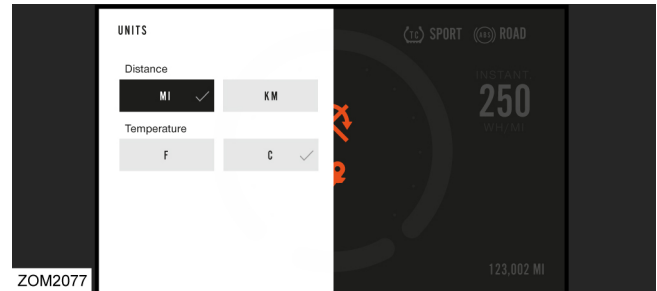 UNITS
Distance
MI KM
Temperature
F C
(TC) SPORT (ABS) ROAD
INSTANT
250
WH/MI
123,002 MI
ZOM2077